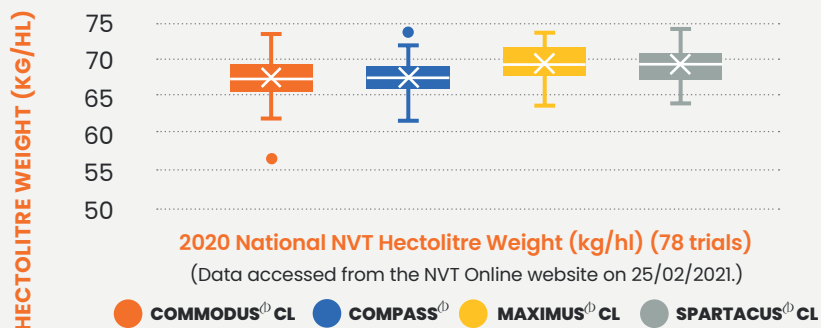 HECTOLITRE WEIGHT (KG/HL)
75
70
65
60
55
50
2020 National NVT Hectolitre Weight (kg/hl) (78 trials)
(Data accessed from the NVT Online website on 25/02/2021.)
COMMODUS⏀ CL COMPASS⏀ MAXIMUS⏀ CL SPARTACUS⏀ CL